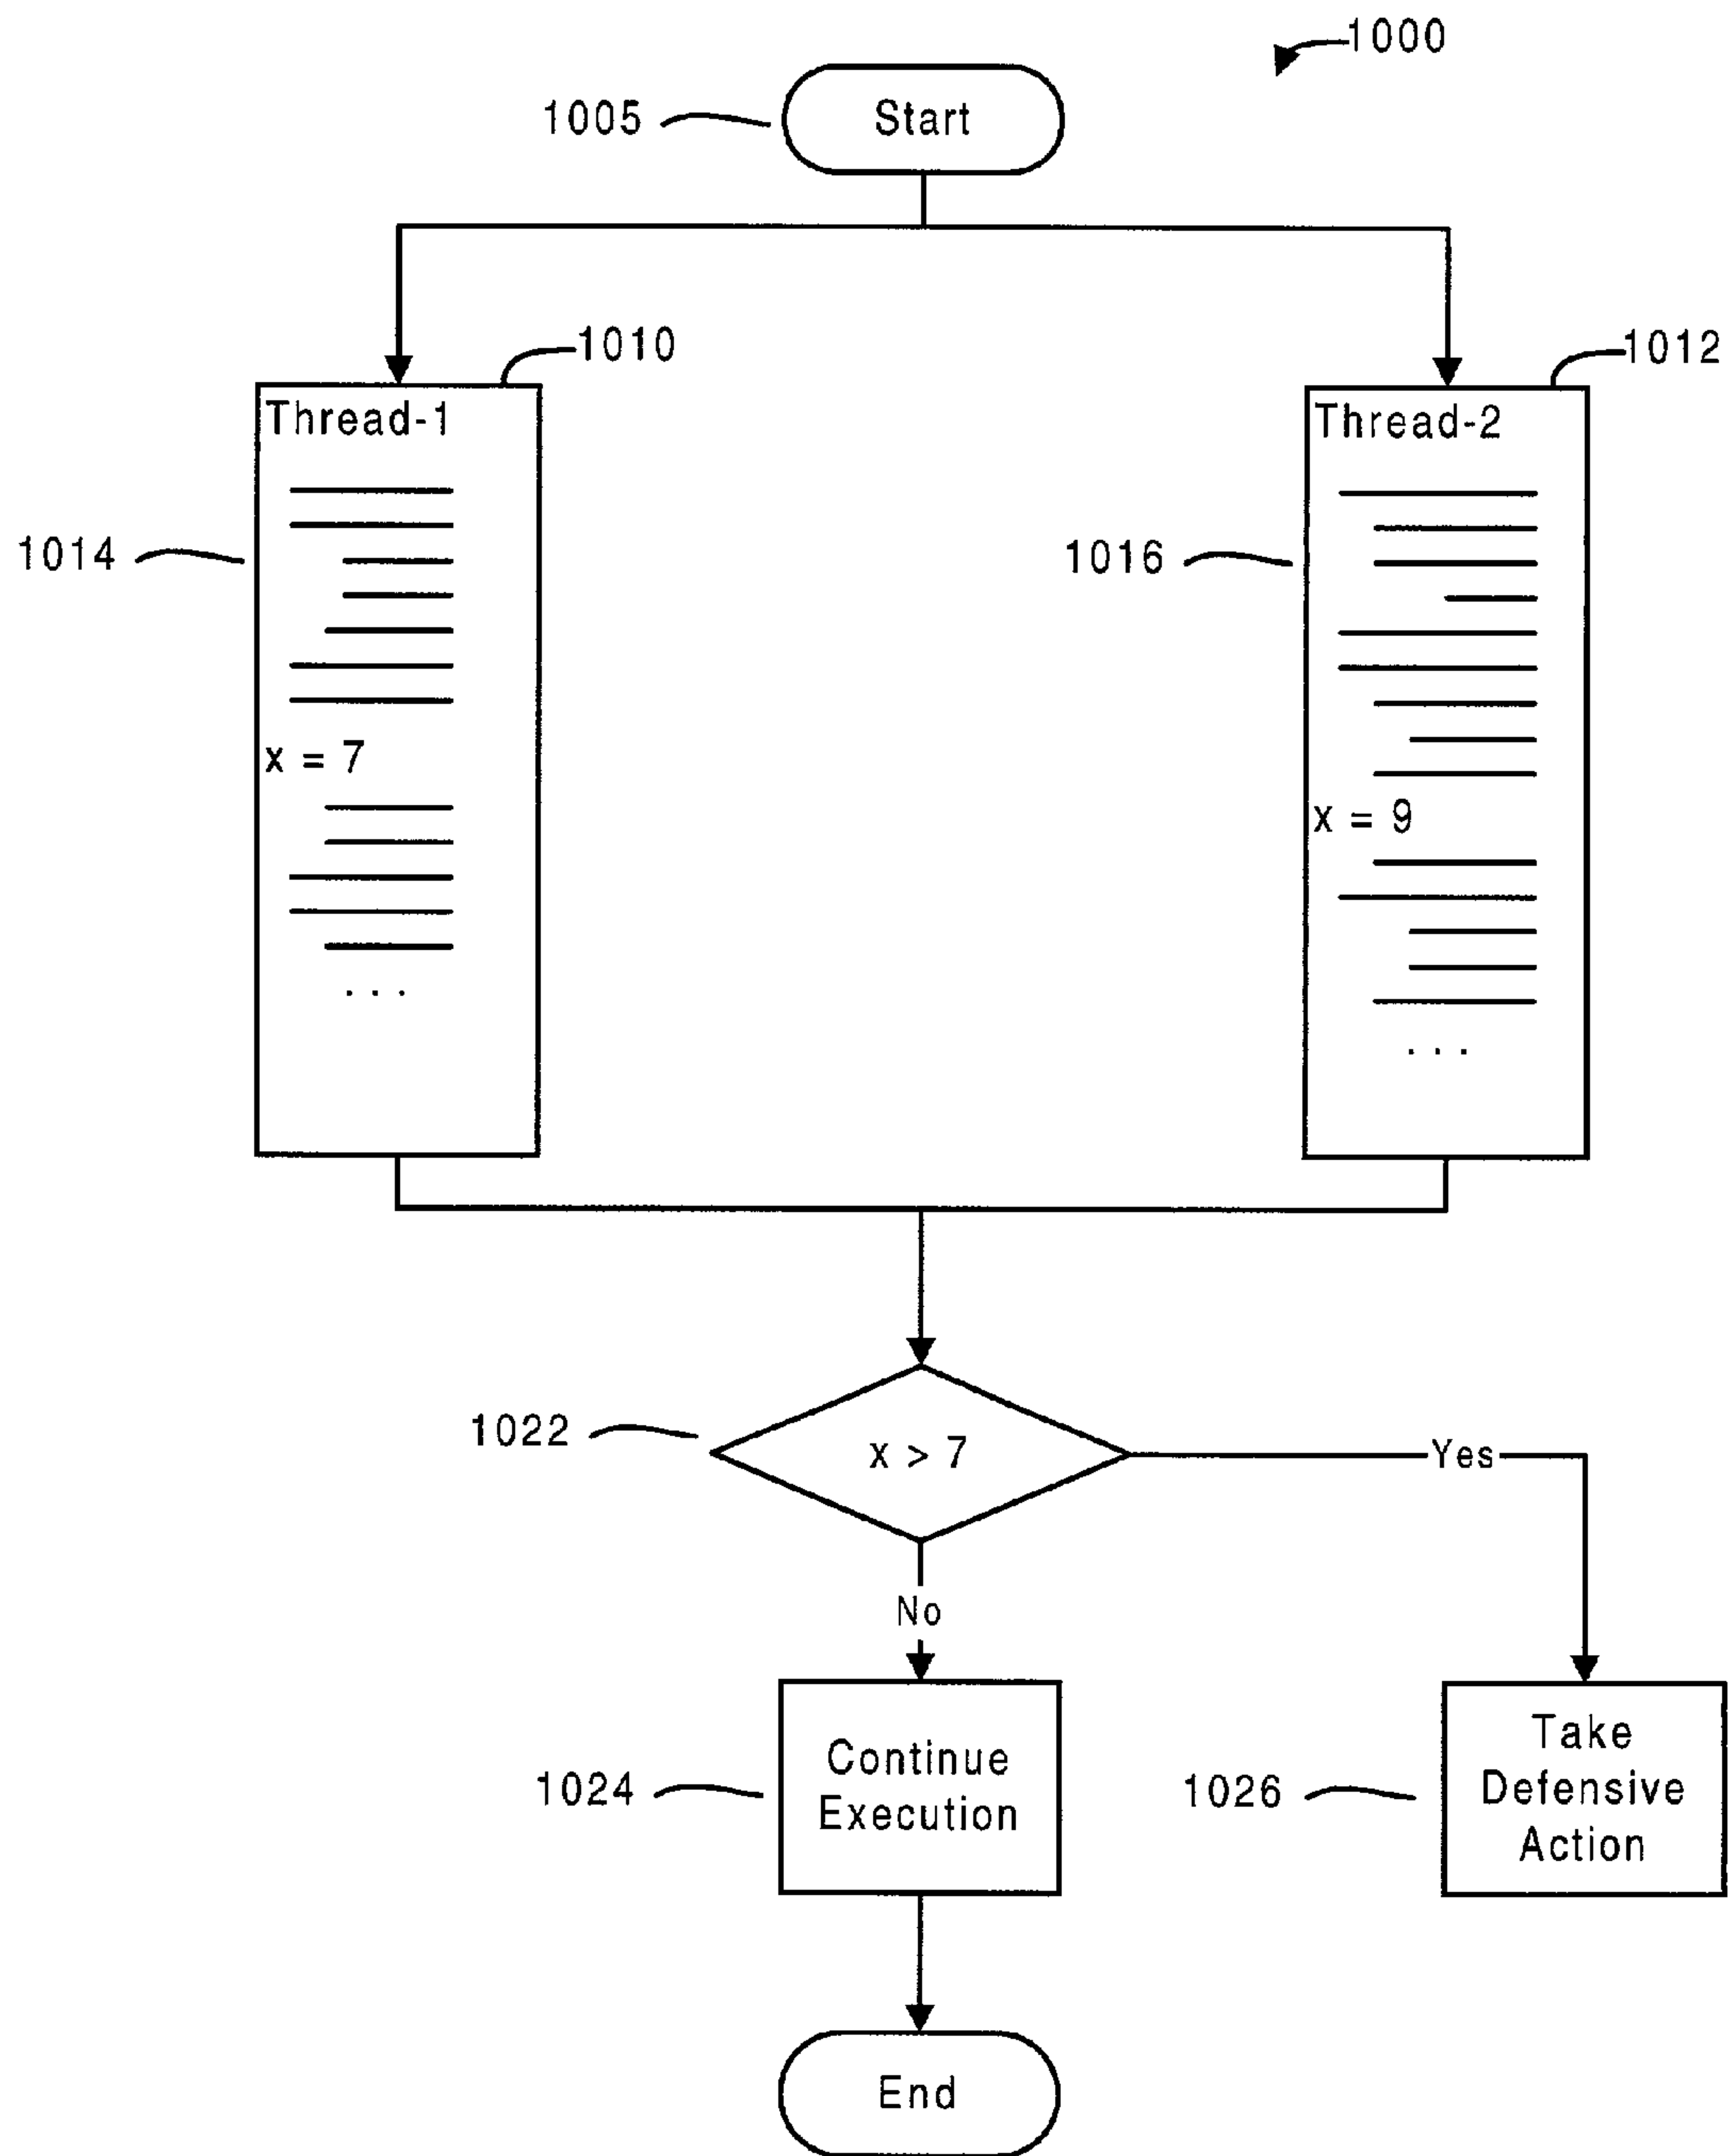 1000
1005
Start
1010
1012
Thread-1
Thread-2
1014
1016
x = 7
x = 9
. . .
. . .
1022
x > 7
Yes
No
1024
Continue
Execution
1026
Take
Defensive
Action
End